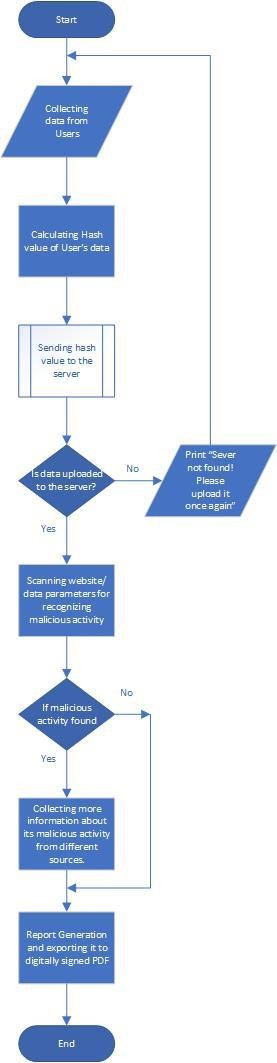 Start
Collecting
data from
Users
Calculating Hash
value of User's data
Sending hash
value to the
server
Is data uploaded
to the server?
No
Print "Sever
not found!
Please
upload it
once again"
Yes
Scanning website/
data parameters for
recognizing
malicious activity
If malicious
activity found
No
Yes
Collecting more
information about
its malicious activity
from different
sources.
Report Generation
and exporting it to
digitally signed PDF
End